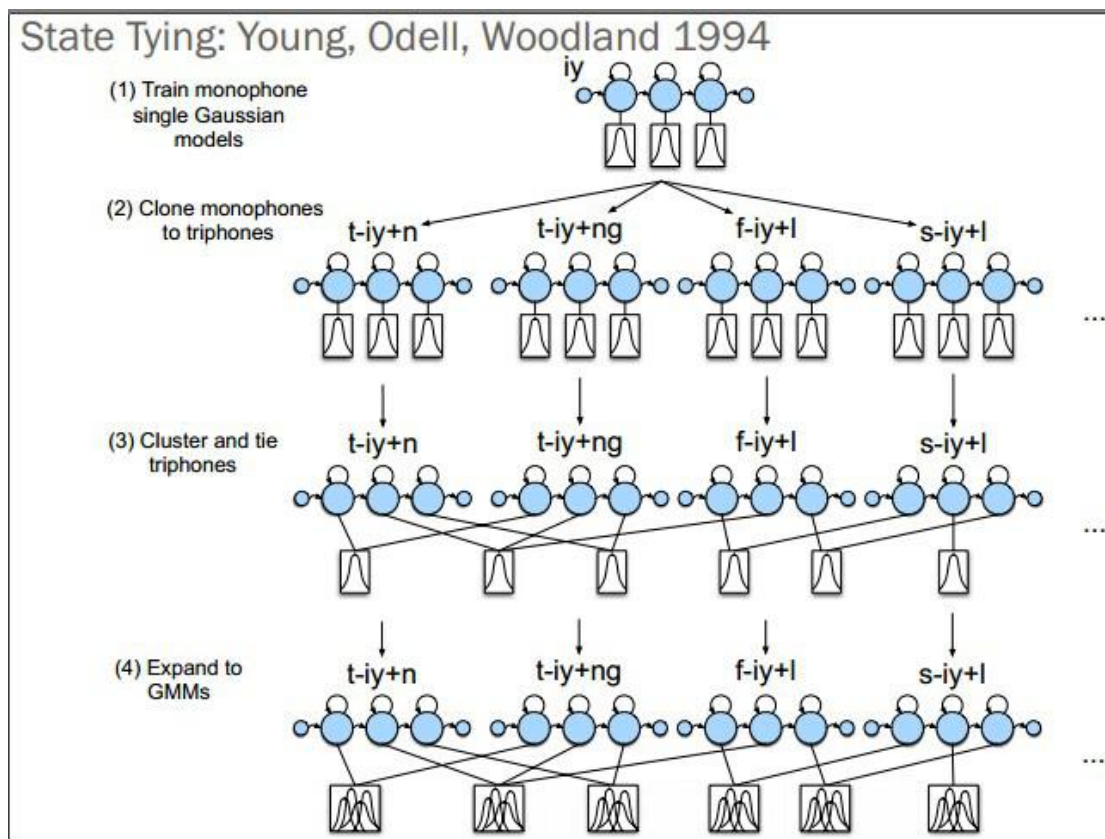 State Tying: Young, Odell, Woodland 1994
iy
(1) Train monophone
single Gaussian
models
(2) Clone monophones
to triphones
t-iy+n
t-iy+ng
f-iy+l
s-iy+l
...
(3) Cluster and tie
triphones
t-iy+n
t-iy+ng
f-iy+l
s-iy+l
...
(4) Expand to
GMMs
t-iy+n
t-iy+ng
f-iy+l
s-iy+l
...